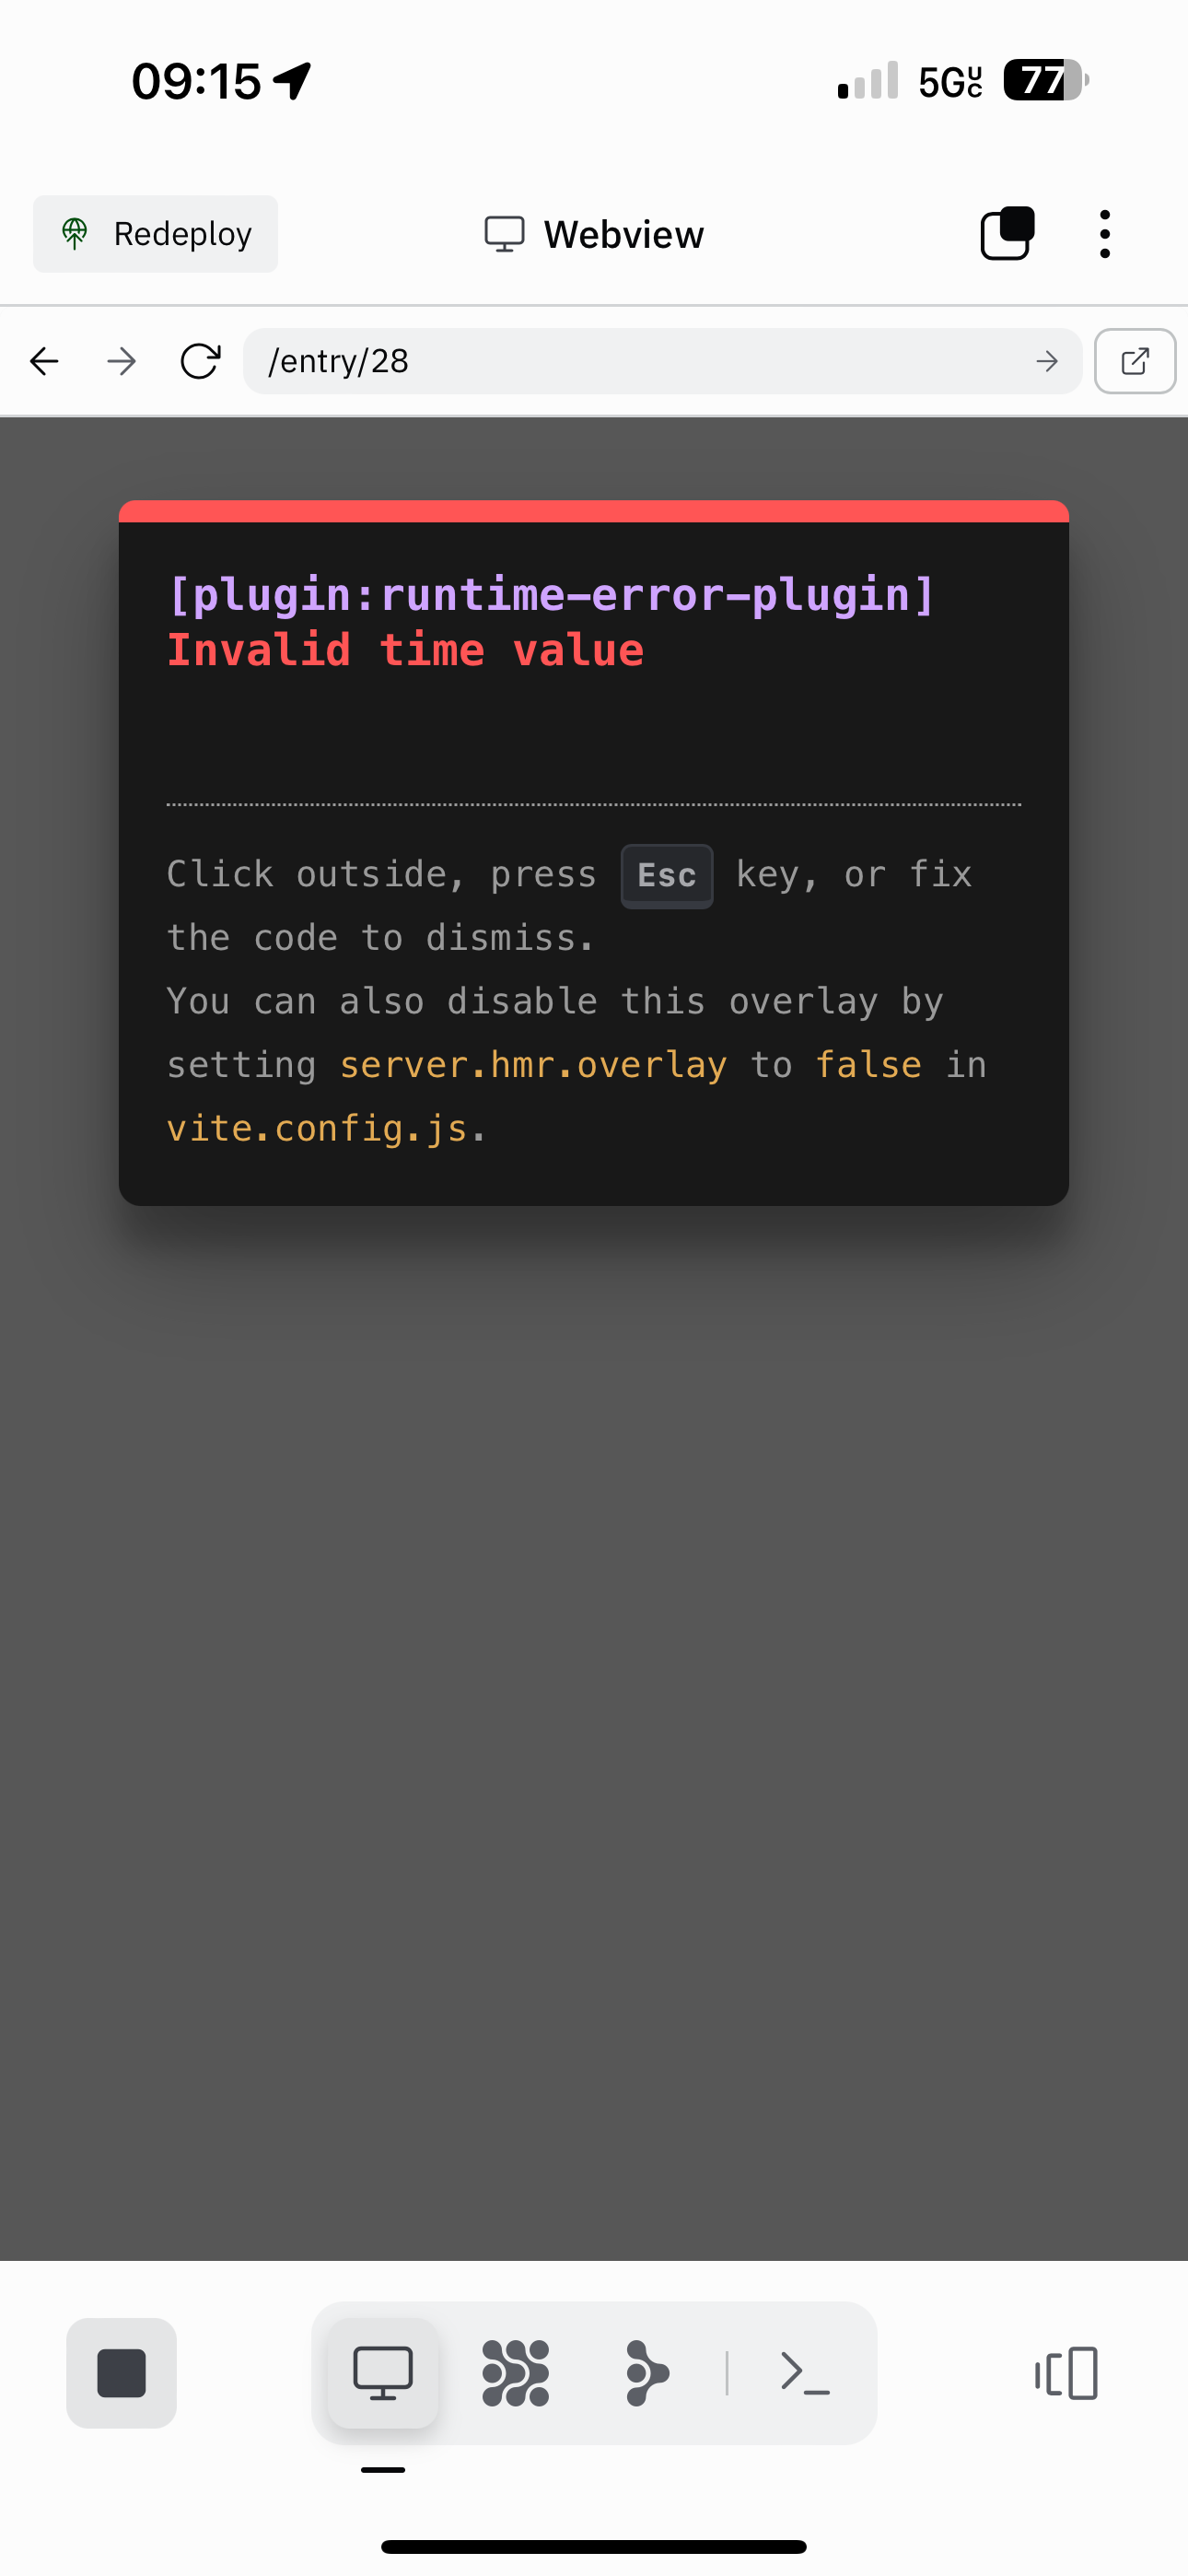 09:15
5GUC
77
Redeploy
Webview
/entry/28
[plugin:runtime-error-plugin]
Invalid time value
Click outside, press Esc key, or fix
the code to dismiss.
You can also disable this overlay by
setting server.hmr.overlay to false in
vite.config.js.